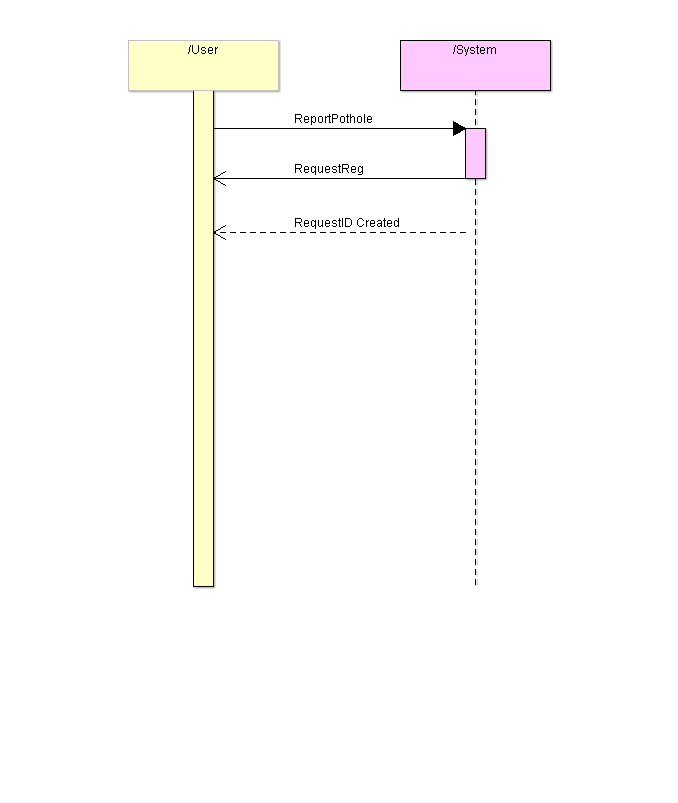 /User
/System
ReportPothole
RequestReg
RequestID Created